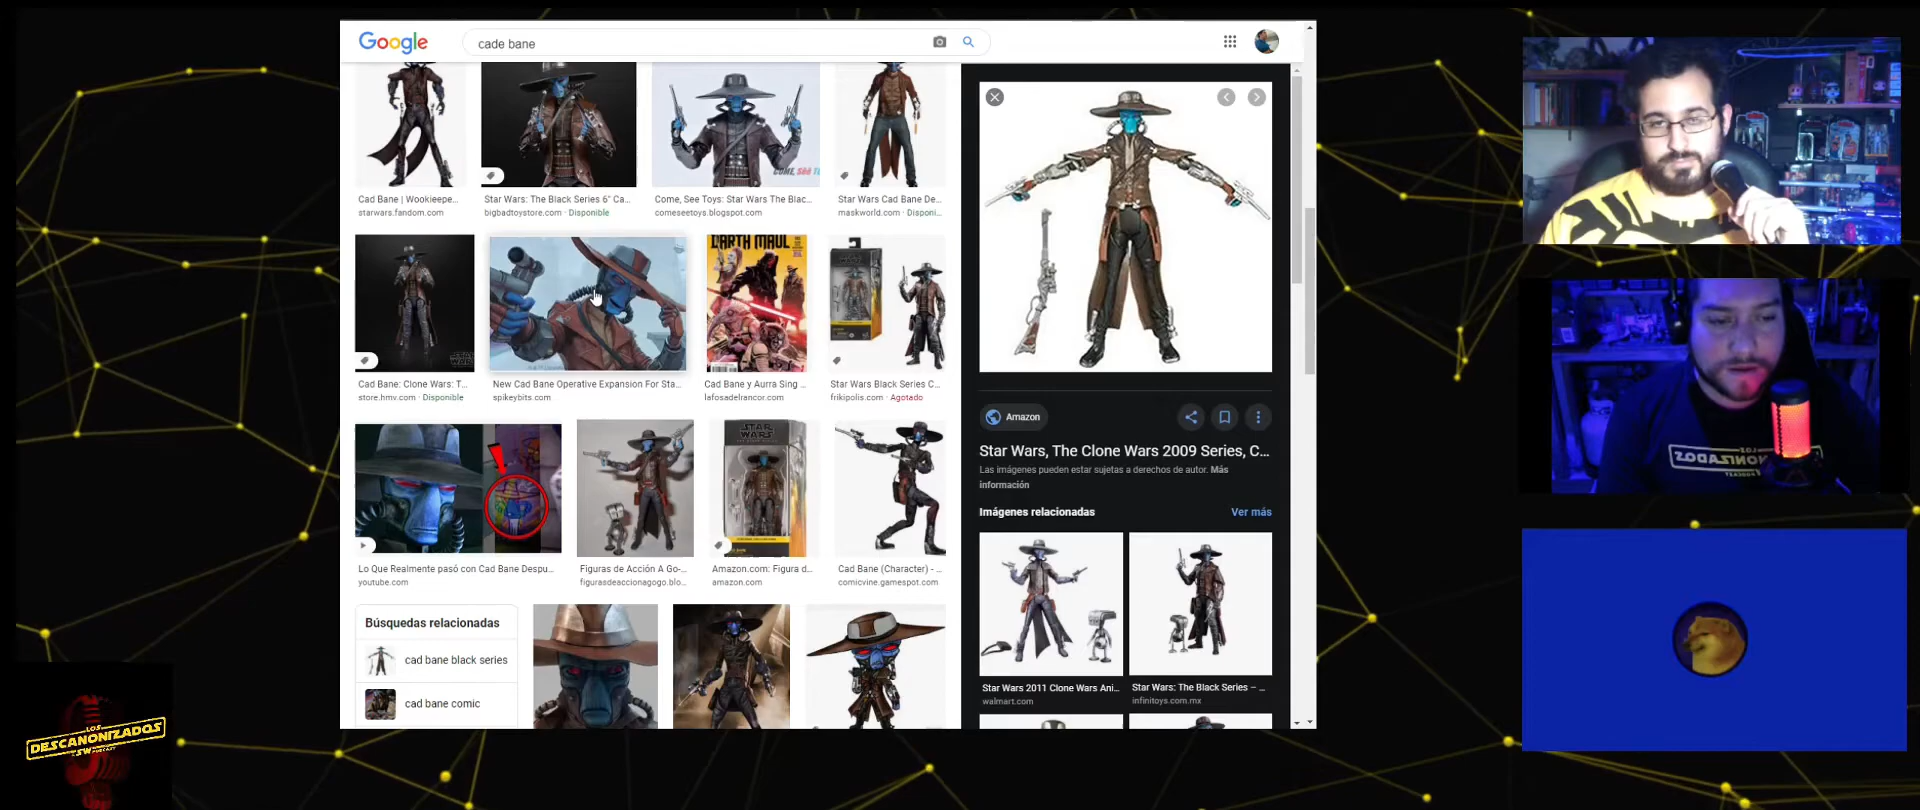 Google
cade bane
COME, SEE TO
Cad Bane | Wookieepe...
starwars.fandom.com
Star Wars: The Black Series 6" Ca...
bigbadtoystore.com · Disponible
Come, See Toys: Star Wars The Blac...
comeseetoys.blogspot.com
Star Wars Cad Bane De...
maskworld.com · Disponi...
DARTH MAUL
Cad Bane: Clone Wars: T...
store.hmv.com · Disponible
New Cad Bane Operative Expansion For Sta...
spikeybits.com
Cad Bane y Aurra Sing ...
lafosadelrancor.com
Star Wars Black Series C...
frikipolis.com · Agotado
STAR WARS
Lo Que Realmente pasó con Cad Bane Despu...
youtube.com
Figuras de Acción A Go-...
figurasdeaccionagogo.blo...
Amazon.com: Figura d...
amazon.com
Cad Bane (Character) - ...
comicvine.gamespot.com
Búsquedas relacionadas
cad bane black series
cad bane comic
Amazon
Star Wars, The Clone Wars 2009 Series, C...
Las imágenes pueden estar sujetas a derechos de autor. Más
información
Imágenes relacionadas
Ver más
Star Wars 2011 Clone Wars Ani...
walmart.com
Star Wars: The Black Series – ...
infinitoys.com.mx
LOS
DESCANONIZADOS
SW PODCAST